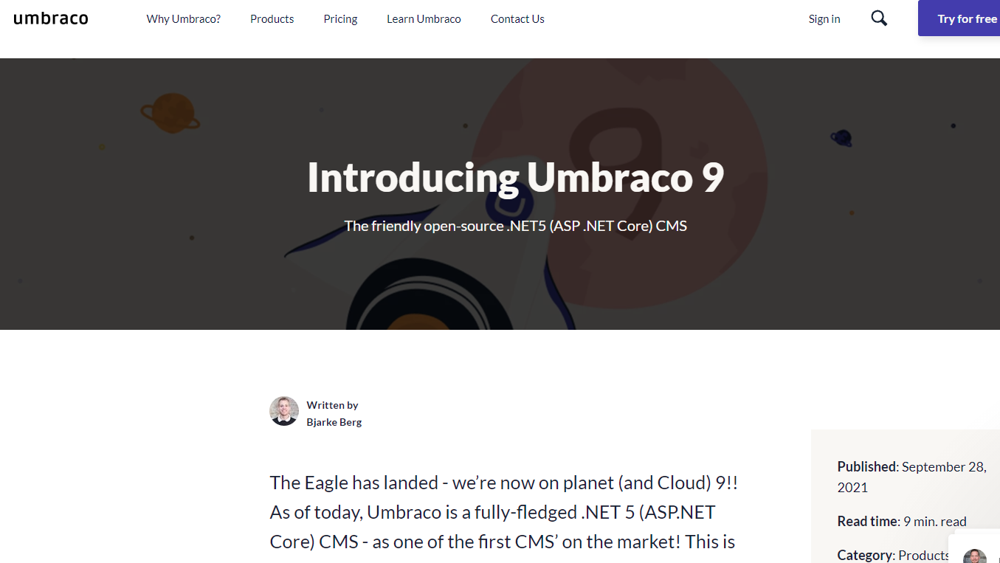 umbraco
Why Umbraco?
Products
Pricing
Learn Umbraco
Contact Us
Sign in
Try for free
9
Introducing Umbraco 9
The friendly open-source .NET5 (ASP .NET Core) CMS
Written by
Bjarke Berg
The Eagle has landed - we’re now on planet (and Cloud) 9!!
As of today, Umbraco is a fully-fledged .NET 5 (ASP.NET
Core) CMS - as one of the first CMS’ on the market! This is
Published: September 28,
2021
Read time: 9 min. read
Category: Products